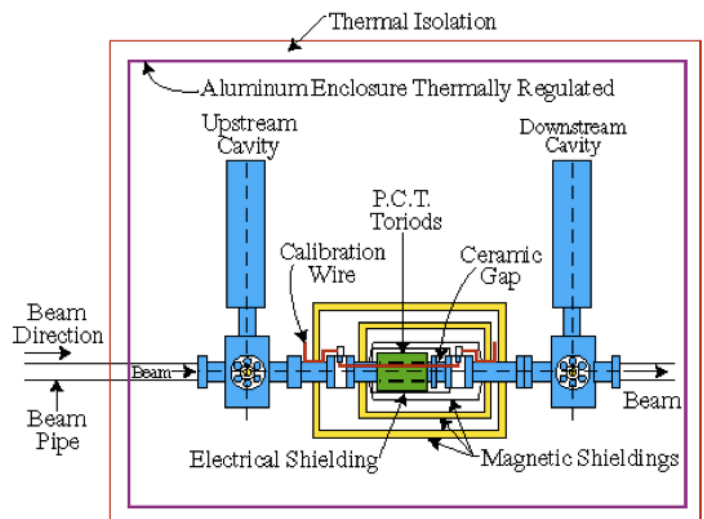 Thermal Isolation
Aluminum Enclosure Thermally Regulated
Upstream
Cavity
Downstream
Cavity
P.C.T.
Toriods
Calibration
Wire
Ceramic
Gap
Beam
Direction
Beam
Beam
Beam
Pipe
Electrical Shielding
Magnetic Shieldings